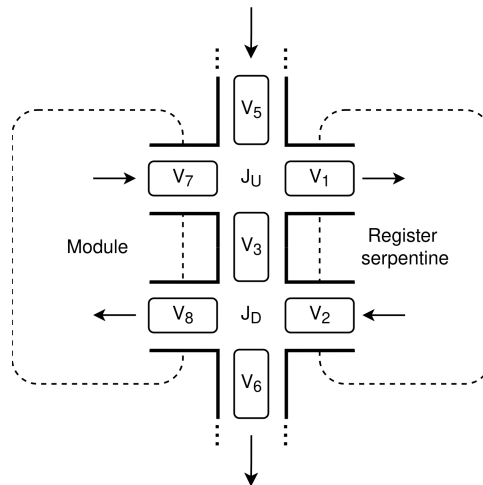 V5
V7 JU V1
Module V3 Register
serpentine
V8 JD V2
V6